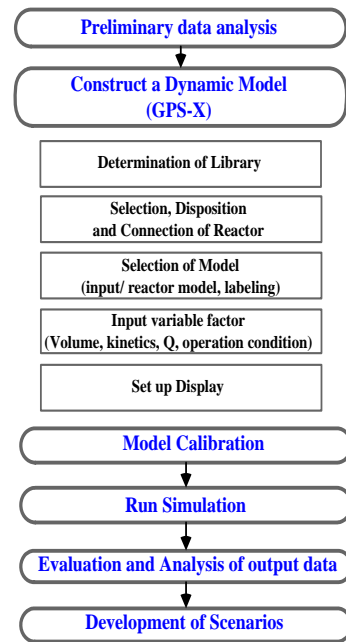 Preliminary data analysis
Construct a Dynamic Model
(GPS-X)
Determination of Library
Selection, Disposition
and Connection of Reactor
Selection of Model
(input/ reactor model, labeling)
Input variable factor
(Volume, kinetics, Q, operation condition)
Set up Display
Model Calibration
Run Simulation
Evaluation and Analysis of output data
Development of Scenarios